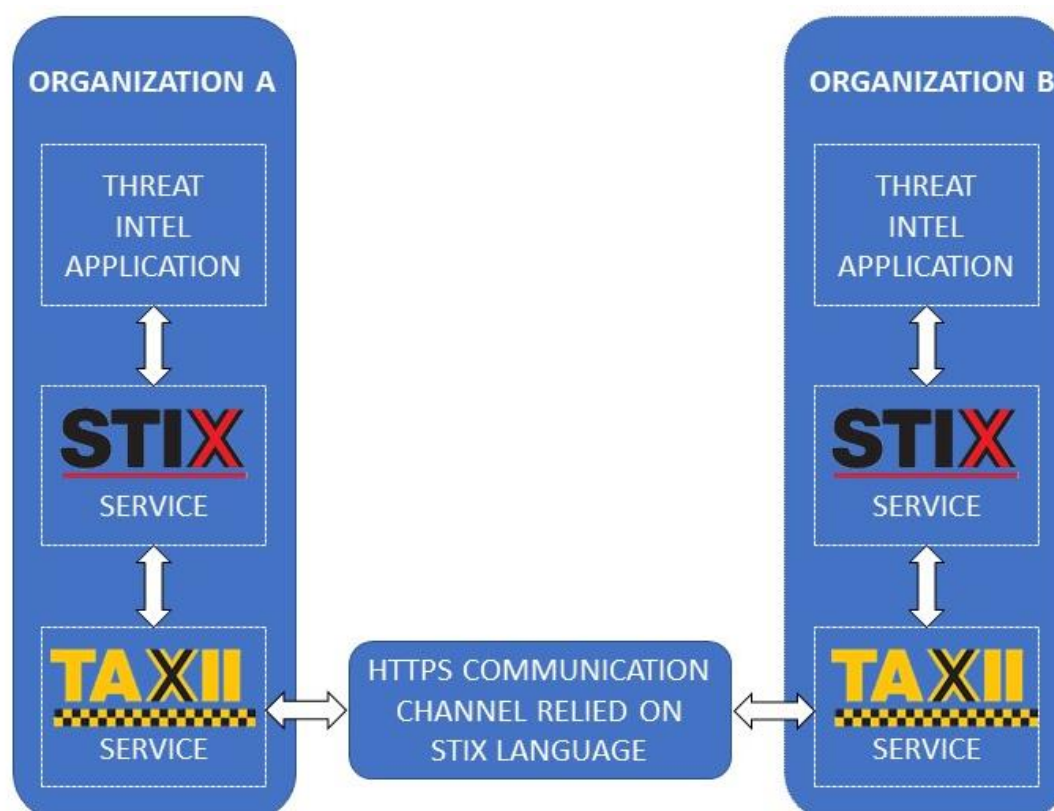 ORGANIZATION A
THREAT
INTEL
APPLICATION
STIX
SERVICE
TAXII
SERVICE
HTTPS COMMUNICATION
CHANNEL RELIED ON
STIX LANGUAGE
ORGANIZATION B
THREAT
INTEL
APPLICATION
STIX
SERVICE
TAXII
SERVICE